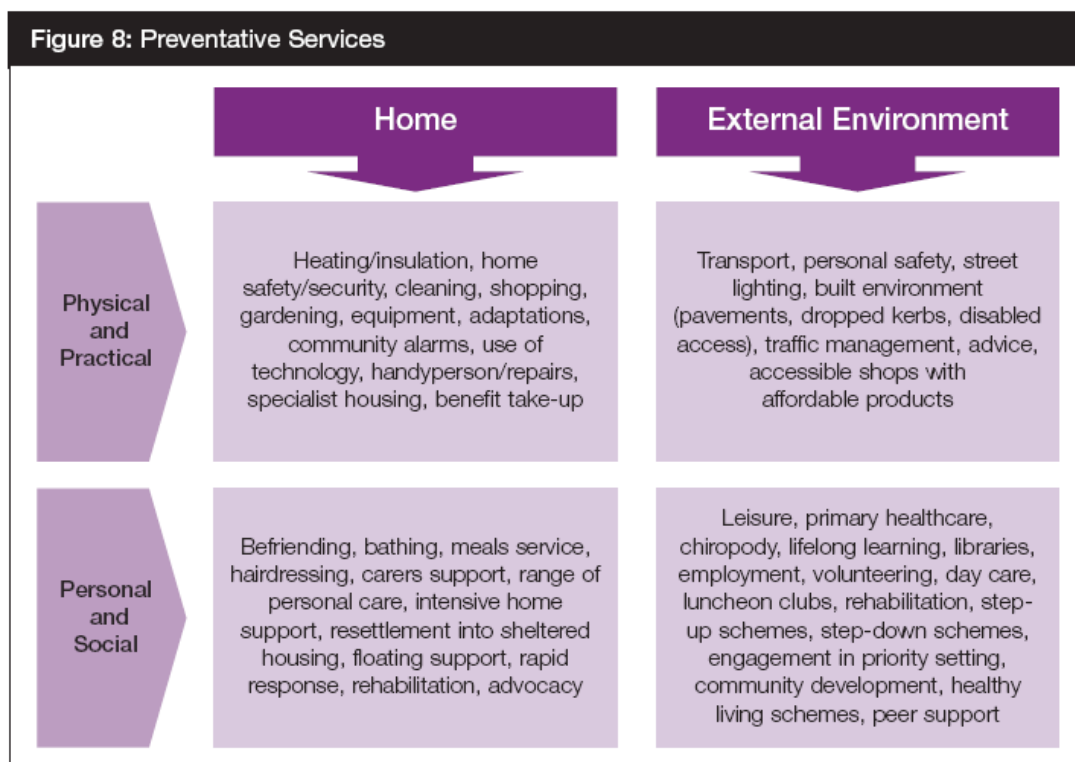 Figure 8: Preventative Services
Home
External Environment
Physical
and
Practical
Heating/insulation, home
safety/security, cleaning, shopping,
gardening, equipment, adaptations,
community alarms, use of
technology, handyperson/repairs,
specialist housing, benefit take-up
Transport, personal safety, street
lighting, built environment
(pavements, dropped kerbs, disabled
access), traffic management, advice,
accessible shops with
affordable products
Personal
and
Social
Befriending, bathing, meals service,
hairdressing, carers support, range of
personal care, intensive home
support, resettlement into sheltered
housing, floating support, rapid
response, rehabilitation, advocacy
Leisure, primary healthcare,
chiropody, lifelong learning, libraries,
employment, volunteering, day care,
luncheon clubs, rehabilitation, step-
up schemes, step-down schemes,
engagement in priority setting,
community development, healthy
living schemes, peer support